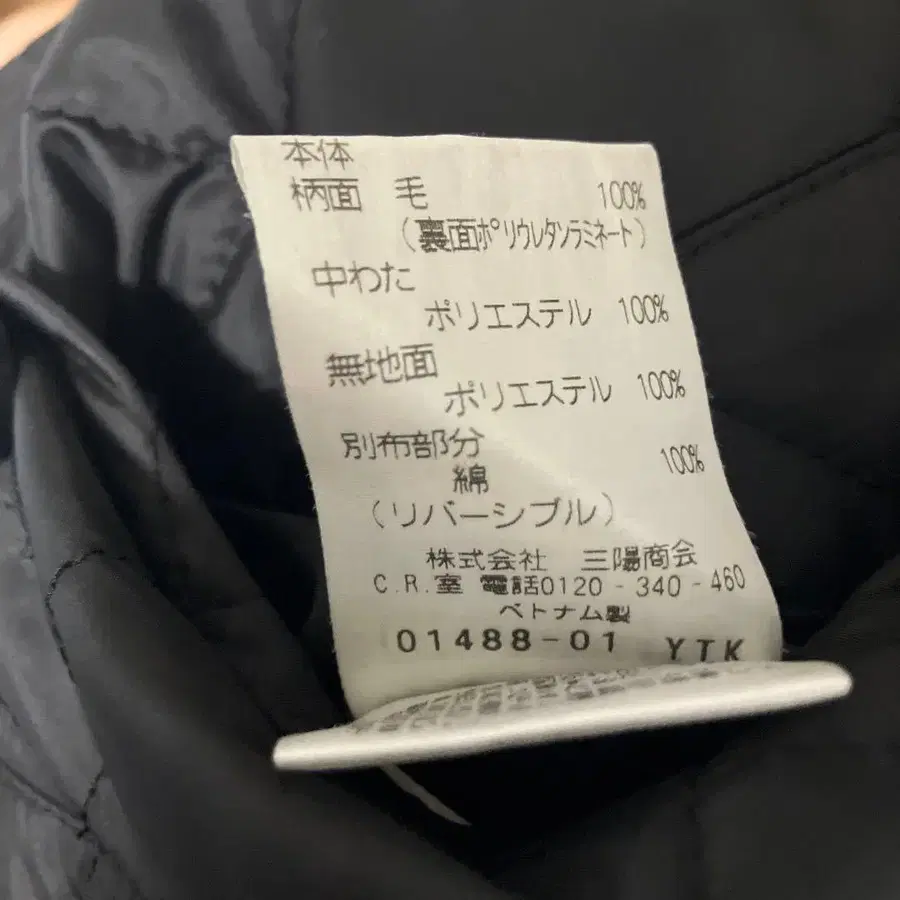 本体
柄面 毛 100%
(裏面ポリウレタンラミネート)
中わた
ポリエステル 100%
無地面
ポリエステル 100%
別布部分
綿 100%
(リバーシブル)
株式会社 三陽商会
C.R.室 電話0120-340-460
ベトナム製
01488-01 YTK